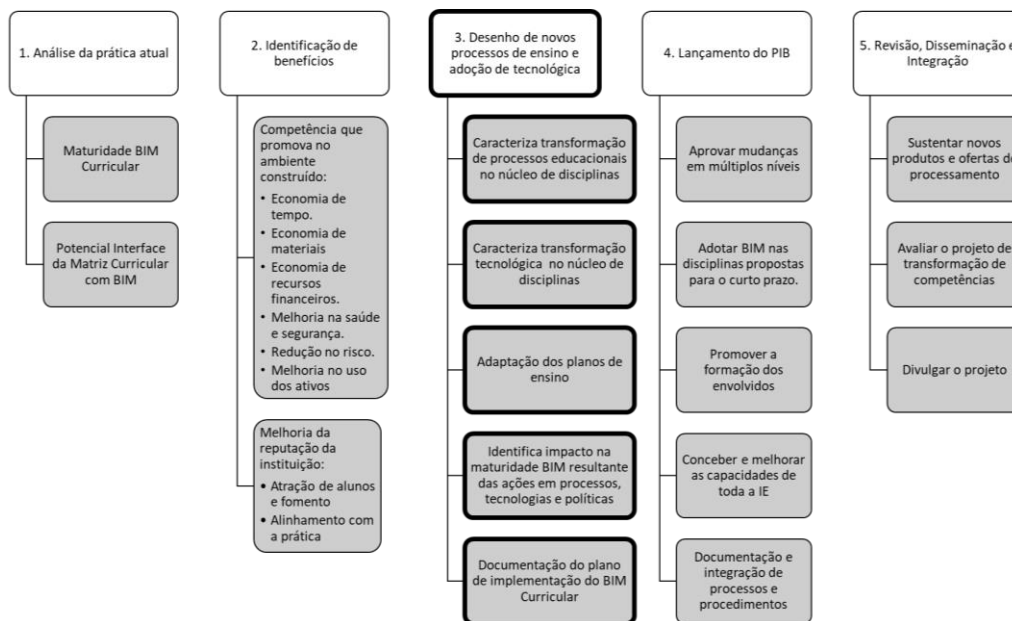 1. Análise da prática atual
Maturidade BIM
Curricular
Potencial Interface
da Matriz Curricular
com BIM
2. Identificação de
benefícios
Competência que
promova no
ambiente
construído:
• Economia de
tempo.
• Economia de
materiais
• Economia de
recursos
financeiros.
• Melhoria na saúde
e segurança.
• Redução no risco.
• Melhoria no uso
dos ativos
Melhoria da
reputação da
instituição:
• Atração de alunos
e fomento
• Alinhamento com
a prática
3. Desenho de novos
processos de ensino e
adoção de tecnológica
Caracteriza transformação
de processos educacionais
no núcleo de disciplinas
Caracteriza transformação
tecnológica no núcleo de
disciplinas
Adaptação dos planos de
ensino
Identifica impacto na
maturidade BIM resultante
das ações em processos,
tecnologias e políticas
Documentação do plano
de implementação do BIM
Curricular
4. Lançamento do PIB
Aprovar mudanças
em múltiplos níveis
Adotar BIM nas
disciplinas propostas
para o curto prazo.
Promover a
formação dos
envolvidos
Conceber e melhorar
as capacidades de
toda a IE
Documentação e
integração de
processos e
procedimentos
5. Revisão, Disseminação e
Integração
Sustentar novos
produtos e ofertas
processamento
Avaliar o projeto de
transformação de
competências
Divulgar o projeto